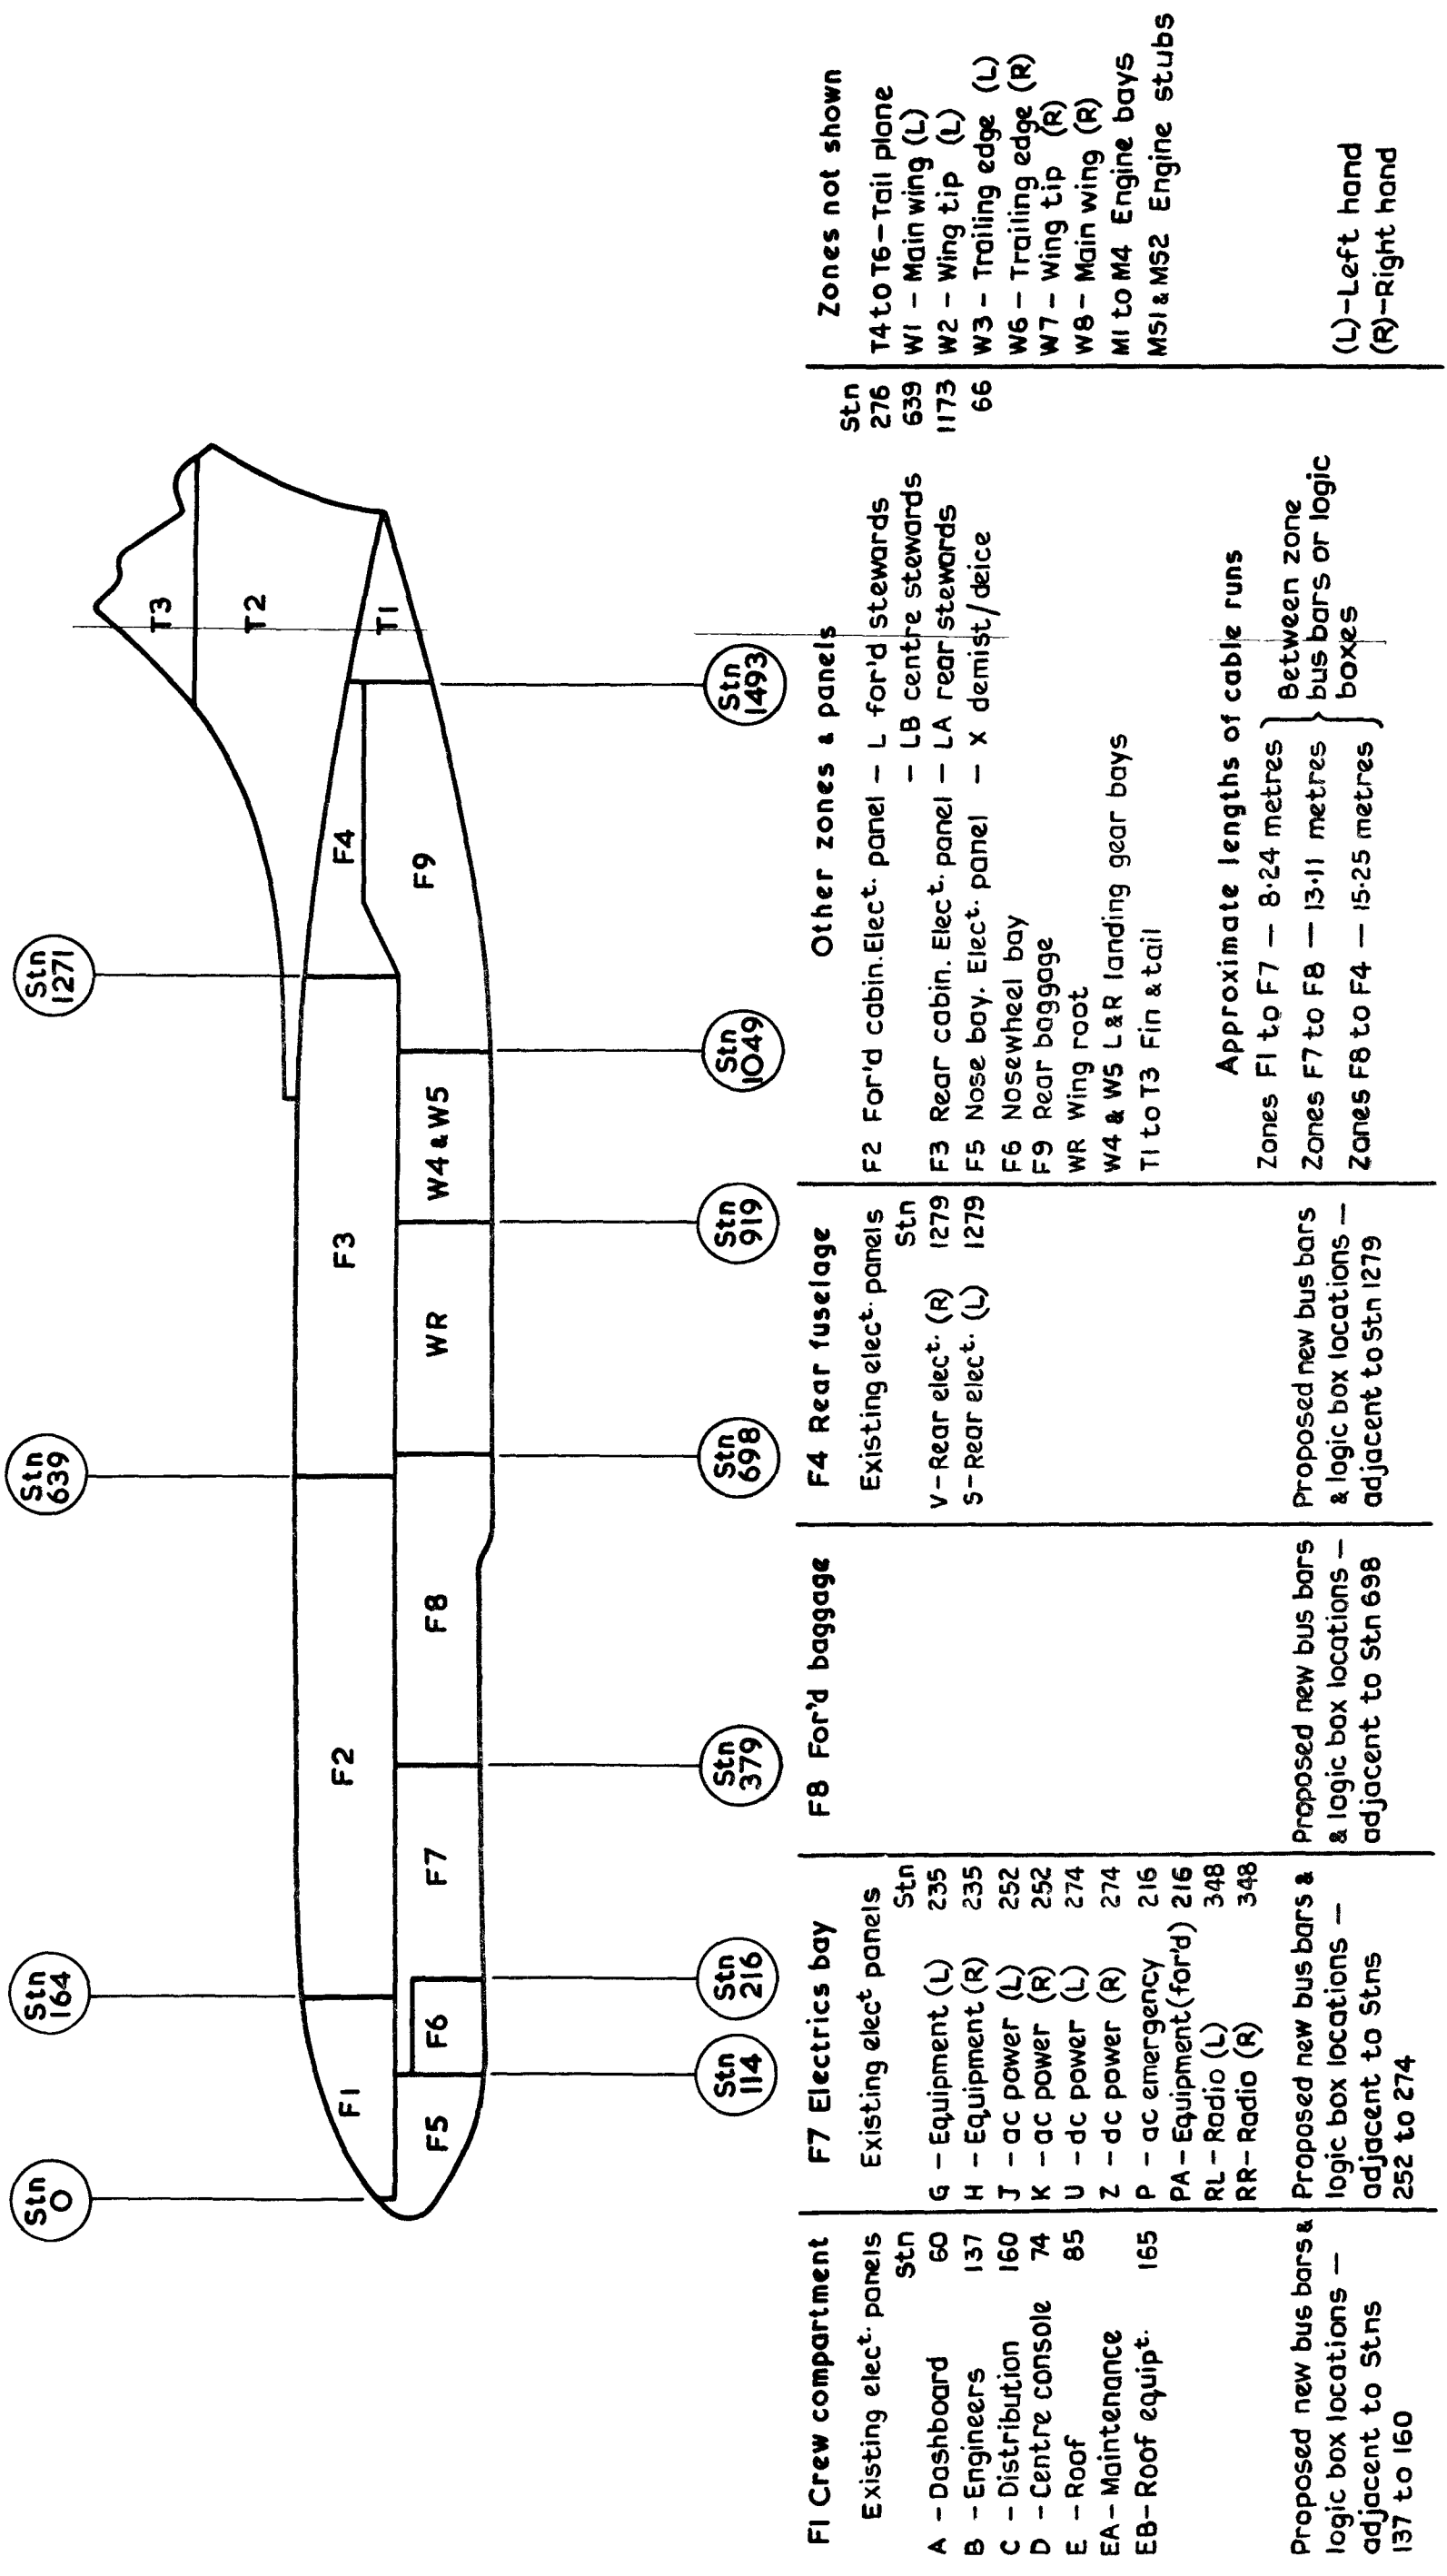 Stn
0
Stn
164
Stn
639
Stn
1271
F1
F2
F3
F4
T3
T2
T1
F5
F6
F7
F8
WR
W4 & W5
F9
Stn
114
Stn
216
Stn
379
Stn
698
Stn
919
Stn
1049
Stn
1493
F1 Crew compartment
Existing elect. panels
Stn
A - Dashboard 60
B - Engineers 137
C - Distribution 160
D - Centre console 74
E - Roof 85
EA - Maintenance
EB - Roof equipt. 165
Proposed new bus bars &
logic box locations —
adjacent to Stns
137 to 160
F7 Electrics bay
Existing elect panels
Stn
G - Equipment (L) 235
H - Equipment (R) 235
J - ac power (L) 252
K - ac power (R) 252
U - dc power (L) 274
Z - dc power (R) 274
P - ac emergency 216
PA - Equipment (for'd) 216
RL - Radio (L) 348
RR - Radio (R) 348
Proposed new bus bars &
logic box locations —
adjacent to Stns
252 to 274
F8 For'd baggage
Proposed new bus bars
& logic box locations —
adjacent to Stn 698
F4 Rear fuselage
Existing elect. panels
Stn
V - Rear elect. (R) 1279
S - Rear elect. (L) 1279
Proposed new bus bars
& logic box locations —
adjacent to Stn 1279
Other zones & panels
Stn
F2 For'd cabin. Elect. panel - L for'd stewards 276
- LB centre stewards 639
F3 Rear cabin. Elect. panel - LA rear stewards 1173
F5 Nose bay. Elect. panel - X demist/deice 66
F6 Nosewheel bay
F9 Rear baggage
WR Wing root
W4 & W5 L & R landing gear bays
T1 to T3 Fin & tail
Approximate lengths of cable runs
Zones F1 to F7 — 8·24 metres
Zones F7 to F8 — 13·11 metres
Zones F8 to F4 — 15·25 metres
Between zone
bus bars or logic
boxes
Zones not shown
T4 to T6 - Tail plane
W1 - Main wing (L)
W2 - Wing tip (L)
W3 - Trailing edge (L)
W6 - Trailing edge (R)
W7 - Wing tip (R)
W8 - Main wing (R)
M1 to M4 Engine bays
MS1 & MS2 Engine stubs
(L)-Left hand
(R)-Right hand